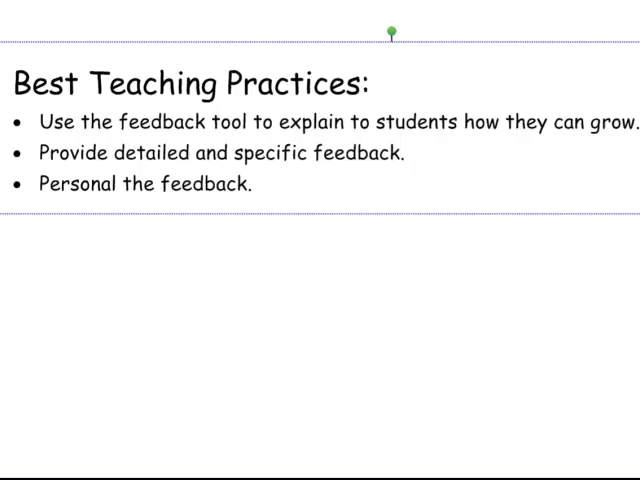 Best Teaching Practices:
• Use the feedback tool to explain to students how they can grow.
• Provide detailed and specific feedback.
• Personal the feedback.